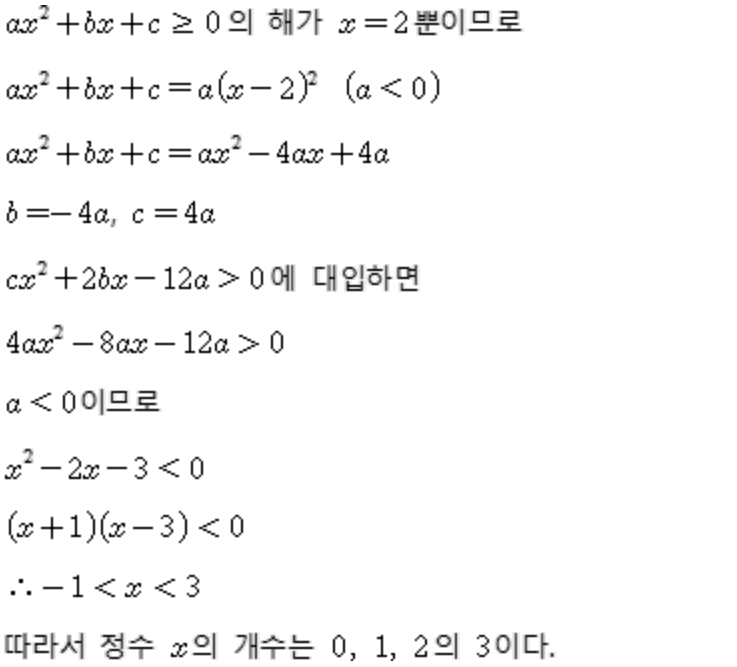 ax² + bx + c ≥ 0의 해가 x = 2뿐이므로
ax² + bx + c = a(x − 2)² (a < 0)
ax² + bx + c = ax² − 4ax + 4a
b = − 4a, c = 4a
cx² + 2bx − 12a > 0에 대입하면
4ax² − 8ax − 12a > 0
a < 0이므로
x² − 2x − 3 < 0
(x + 1)(x − 3) < 0
∴ − 1 < x < 3
따라서 정수 x의 개수는 0, 1, 2의 3이다.